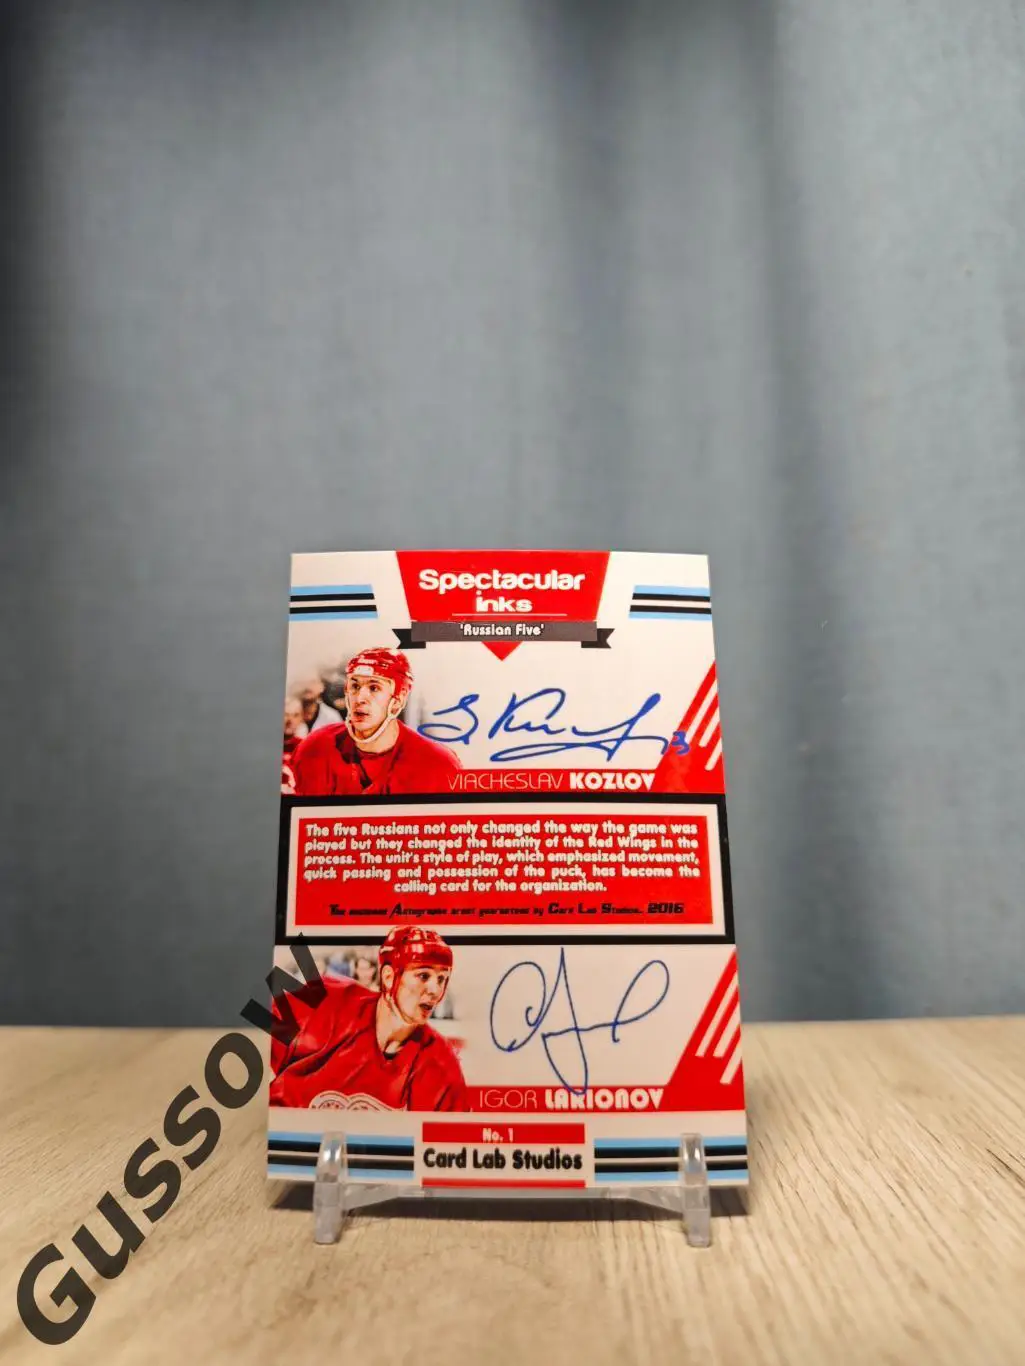 Spectacular
inks
'Russian Five'
VIACHESLAV KOZLOV
The five Russians not only changed the way the game was
played but they changed the identity of the Red Wings in the
process. The unit's style of play, which emphasized movement,
quick passing and possession of the puck, has become the
calling card for the organization.
Autographs guaranteed by Card Lab Studios. 2016
IGOR LARIONOV
No. 1
Card Lab Studios
Gussow